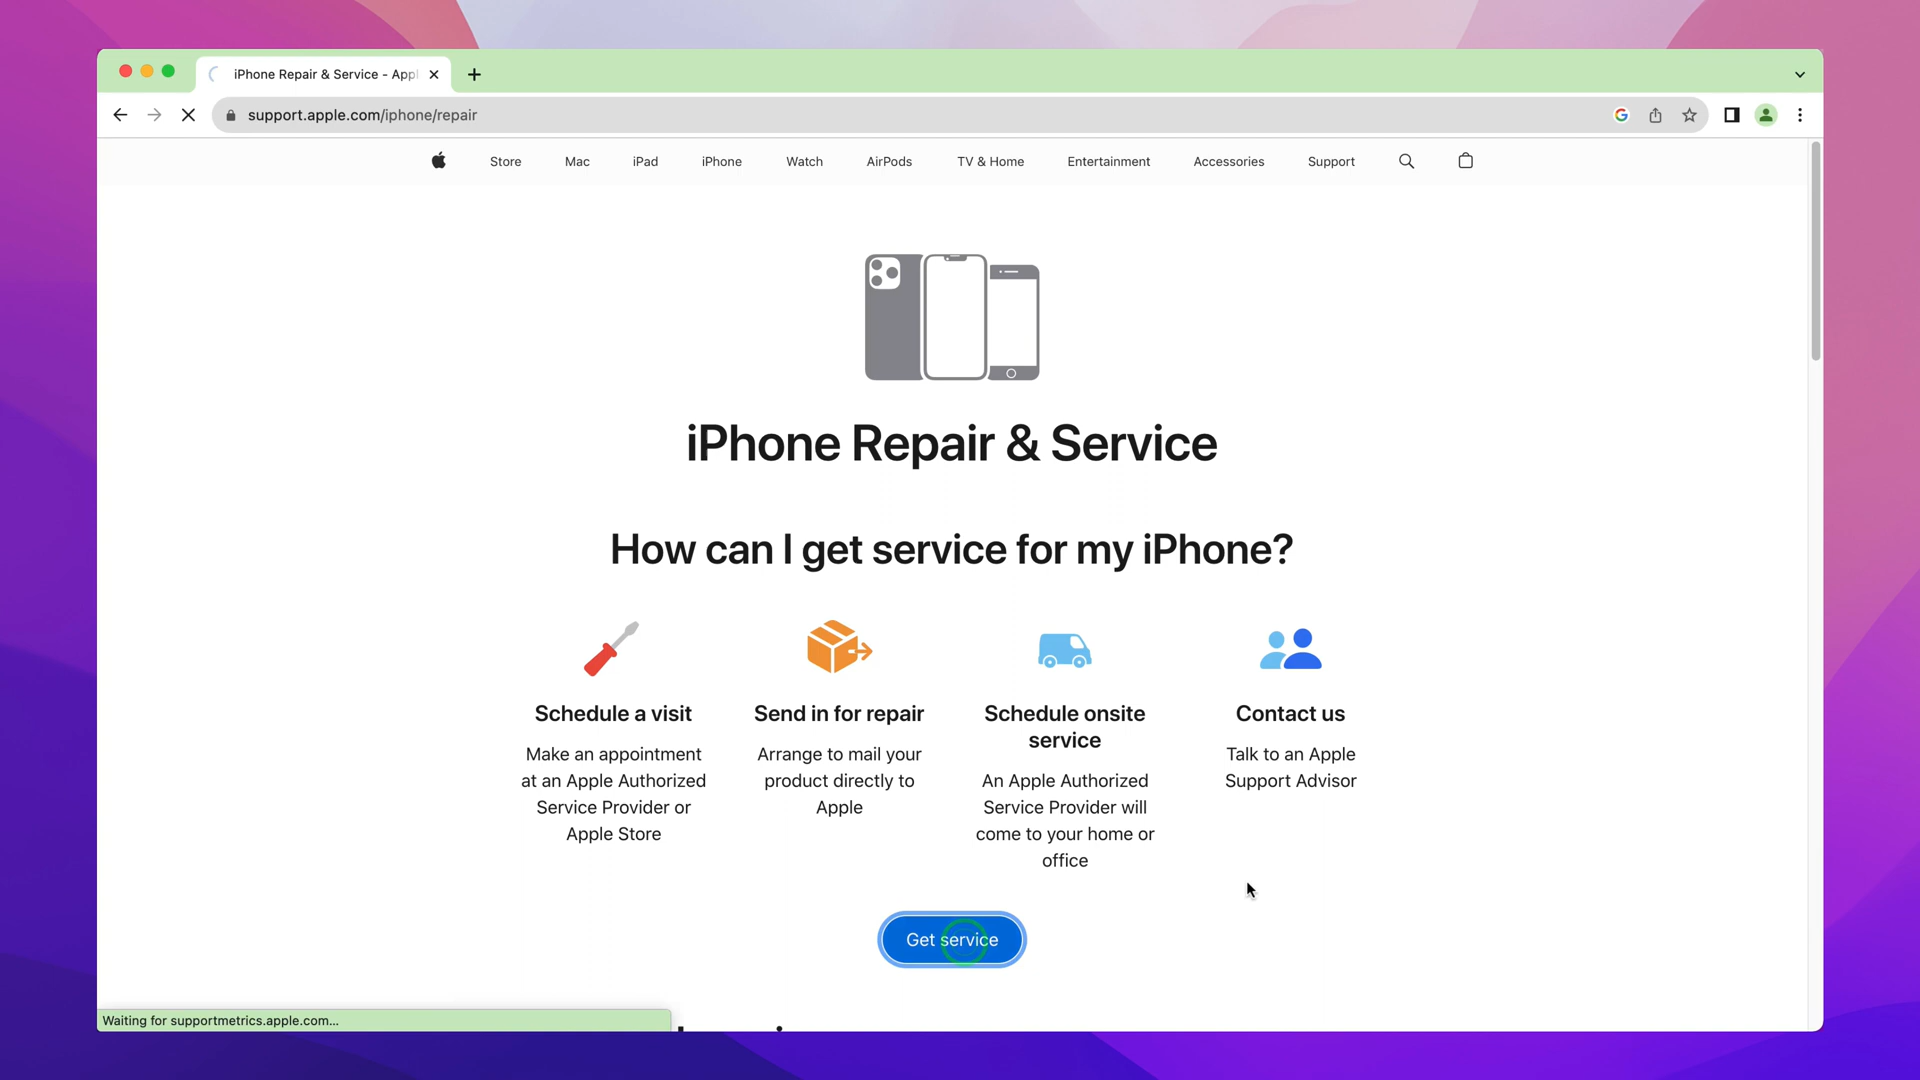 iPhone Repair & Service - Appl
support.apple.com/iphone/repair
Store Mac iPad iPhone Watch AirPods TV & Home Entertainment Accessories Support
iPhone Repair & Service
How can I get service for my iPhone?
Schedule a visit
Make an appointment
at an Apple Authorized
Service Provider or
Apple Store
Send in for repair
Arrange to mail your
product directly to
Apple
Schedule onsite
service
An Apple Authorized
Service Provider will
come to your home or
office
Contact us
Talk to an Apple
Support Advisor
Get service
Waiting for supportmetrics.apple.com...